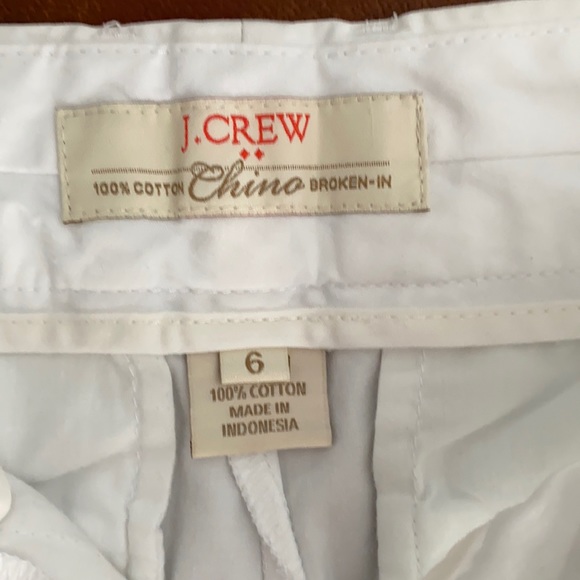 J.CREW
100% COTTON Chino BROKEN-IN
6
100% COTTON
MADE IN
INDONESIA